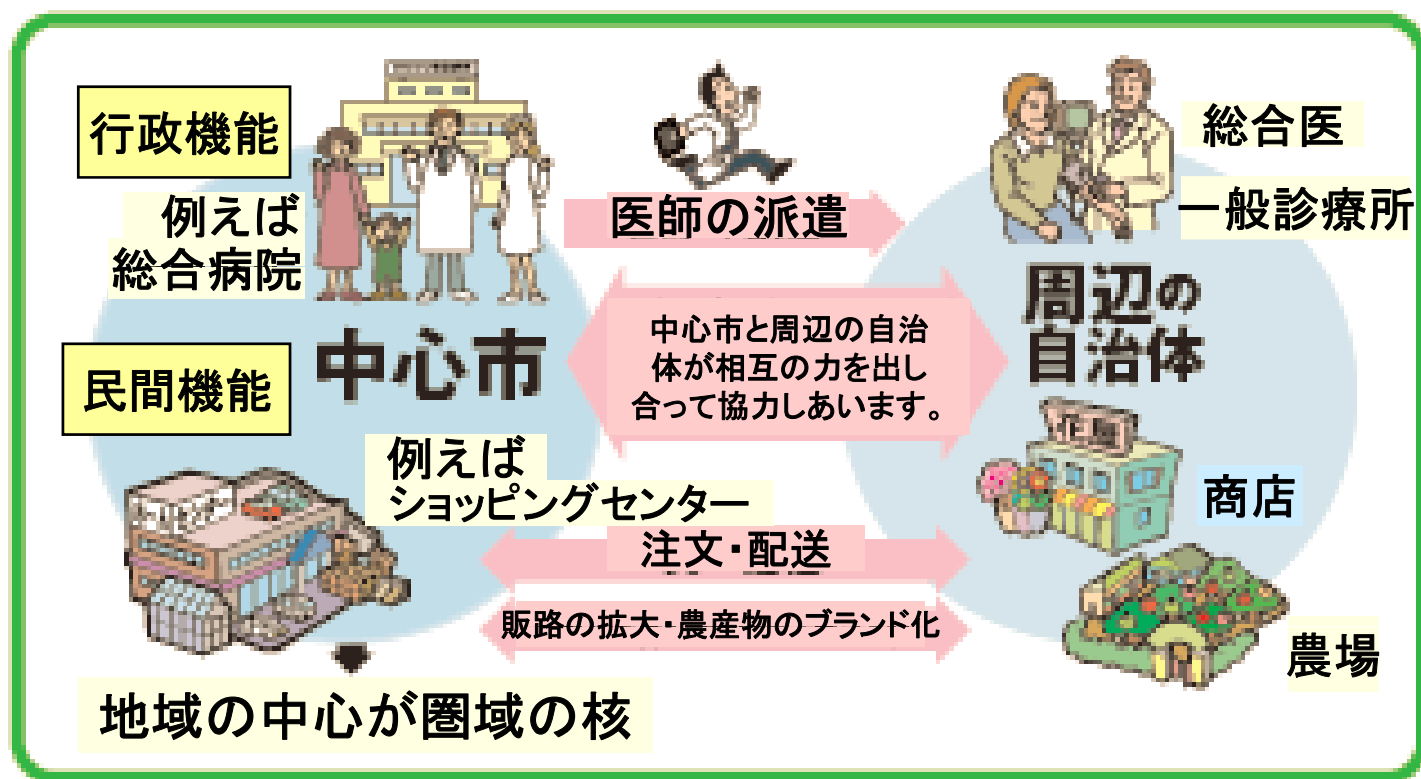 行政機能
例えば
総合病院
医師の派遣
総合医
一般診療所
中心市
周辺の
自治体
中心市と周辺の自治
体が相互の力を出し
合って協力しあいます。
民間機能
例えば
ショッピングセンター
花屋
商店
注文・配送
販路の拡大・農産物のブランド化
農場
地域の中心が圏域の核